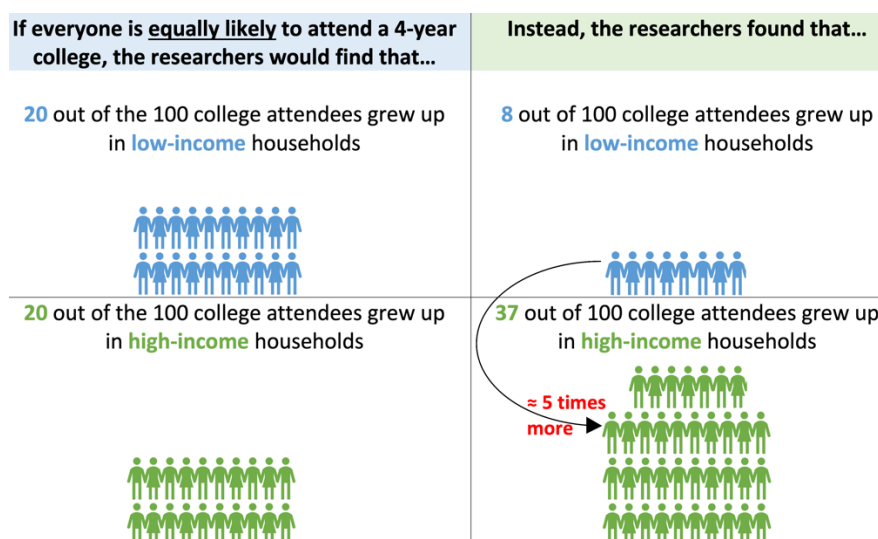 If everyone is equally likely to attend a 4-year
college, the researchers would find that…
Instead, the researchers found that…
20 out of the 100 college attendees grew up
in low-income households
8 out of 100 college attendees grew up
in low-income households
20 out of the 100 college attendees grew up
in high-income households
37 out of 100 college attendees grew up
in high-income households
≈ 5 times
more